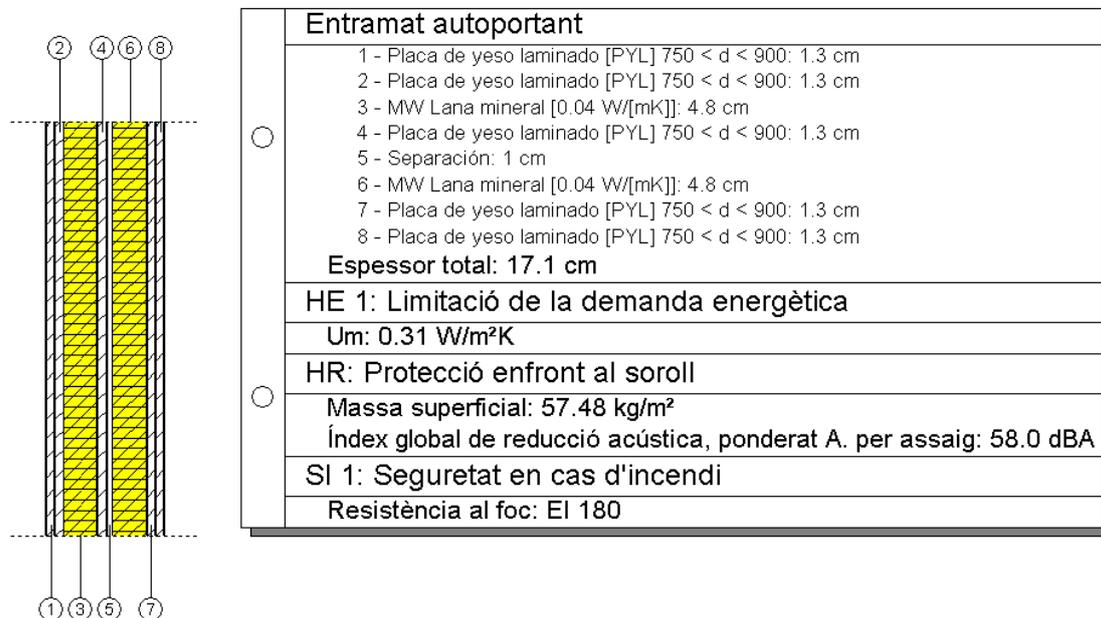 2 4 6 8
1 3 5 7
Entramat autoportant
1 - Placa de yeso laminado [PYL] 750 < d < 900: 1.3 cm
2 - Placa de yeso laminado [PYL] 750 < d < 900: 1.3 cm
3 - MW Lana mineral [0.04 W/[mK]]: 4.8 cm
4 - Placa de yeso laminado [PYL] 750 < d < 900: 1.3 cm
5 - Separación: 1 cm
6 - MW Lana mineral [0.04 W/[mK]]: 4.8 cm
7 - Placa de yeso laminado [PYL] 750 < d < 900: 1.3 cm
8 - Placa de yeso laminado [PYL] 750 < d < 900: 1.3 cm
Espessor total: 17.1 cm
HE 1: Limitació de la demanda energètica
Um: 0.31 W/m²K
HR: Protecció enfront al soroll
Massa superficial: 57.48 kg/m²
Índex global de reducció acústica, ponderat A. per assaig: 58.0 dBA
SI 1: Seguretat en cas d'incendi
Resistència al foc: EI 180